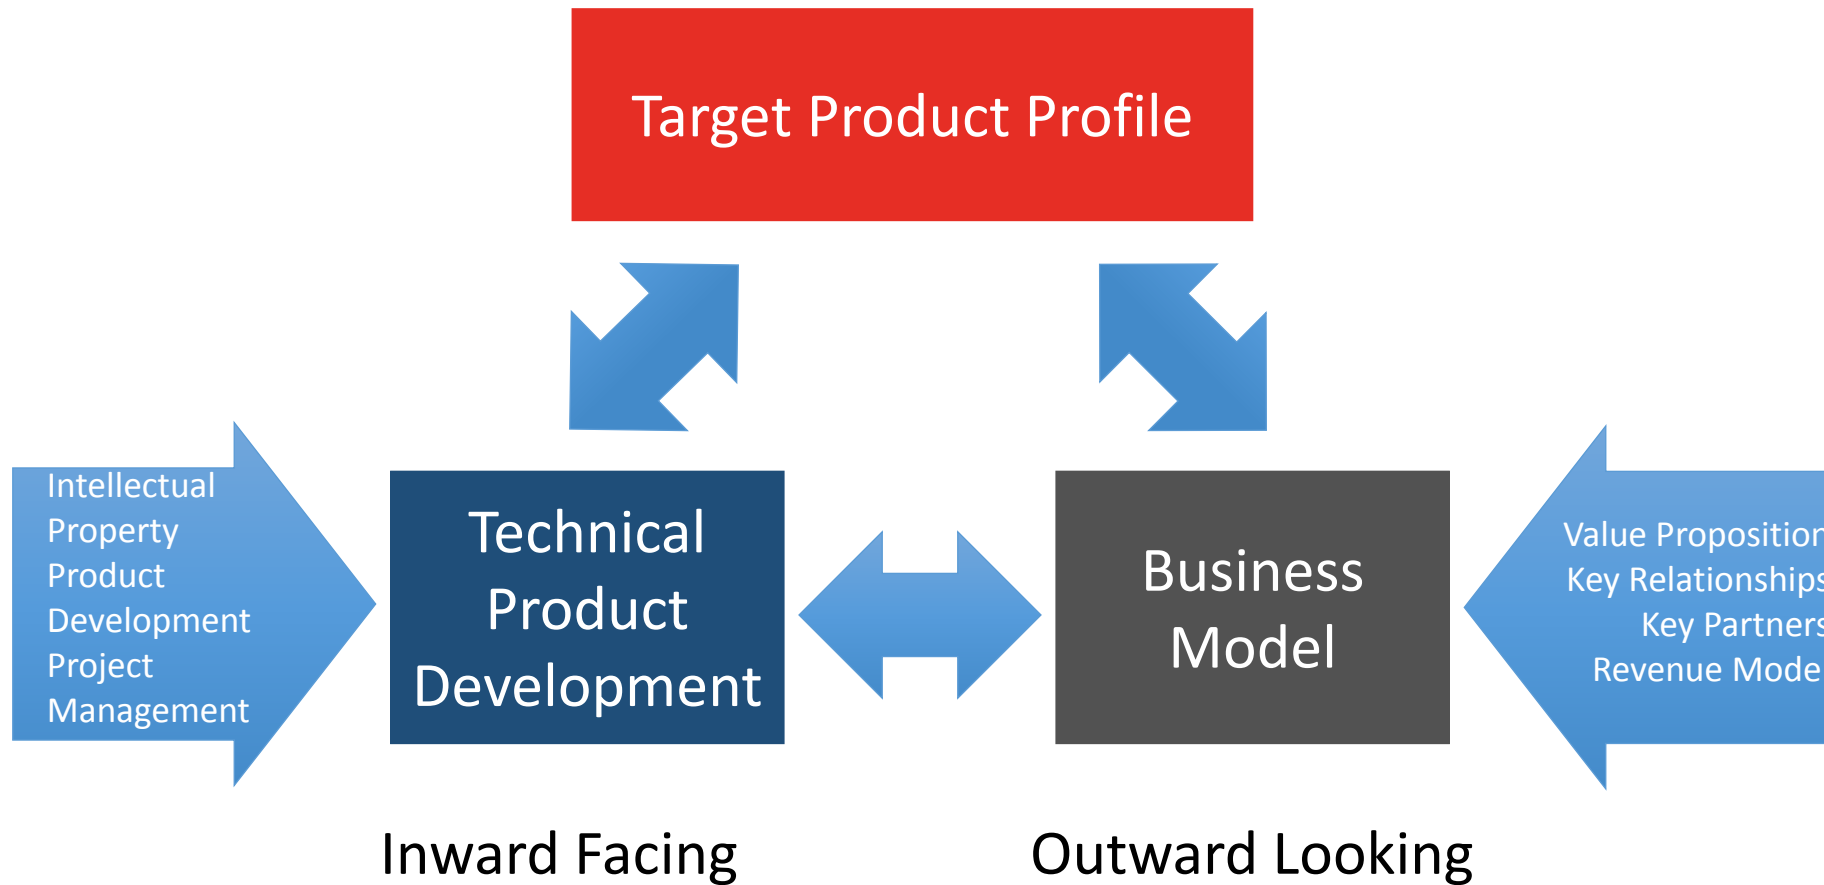 Target Product Profile
Intellectual
Property
Product
Development
Project
Management
Technical
Product
Development
Business
Model
Value Proposition
Key Relationships
Key Partners
Revenue Mode
Inward Facing
Outward Looking